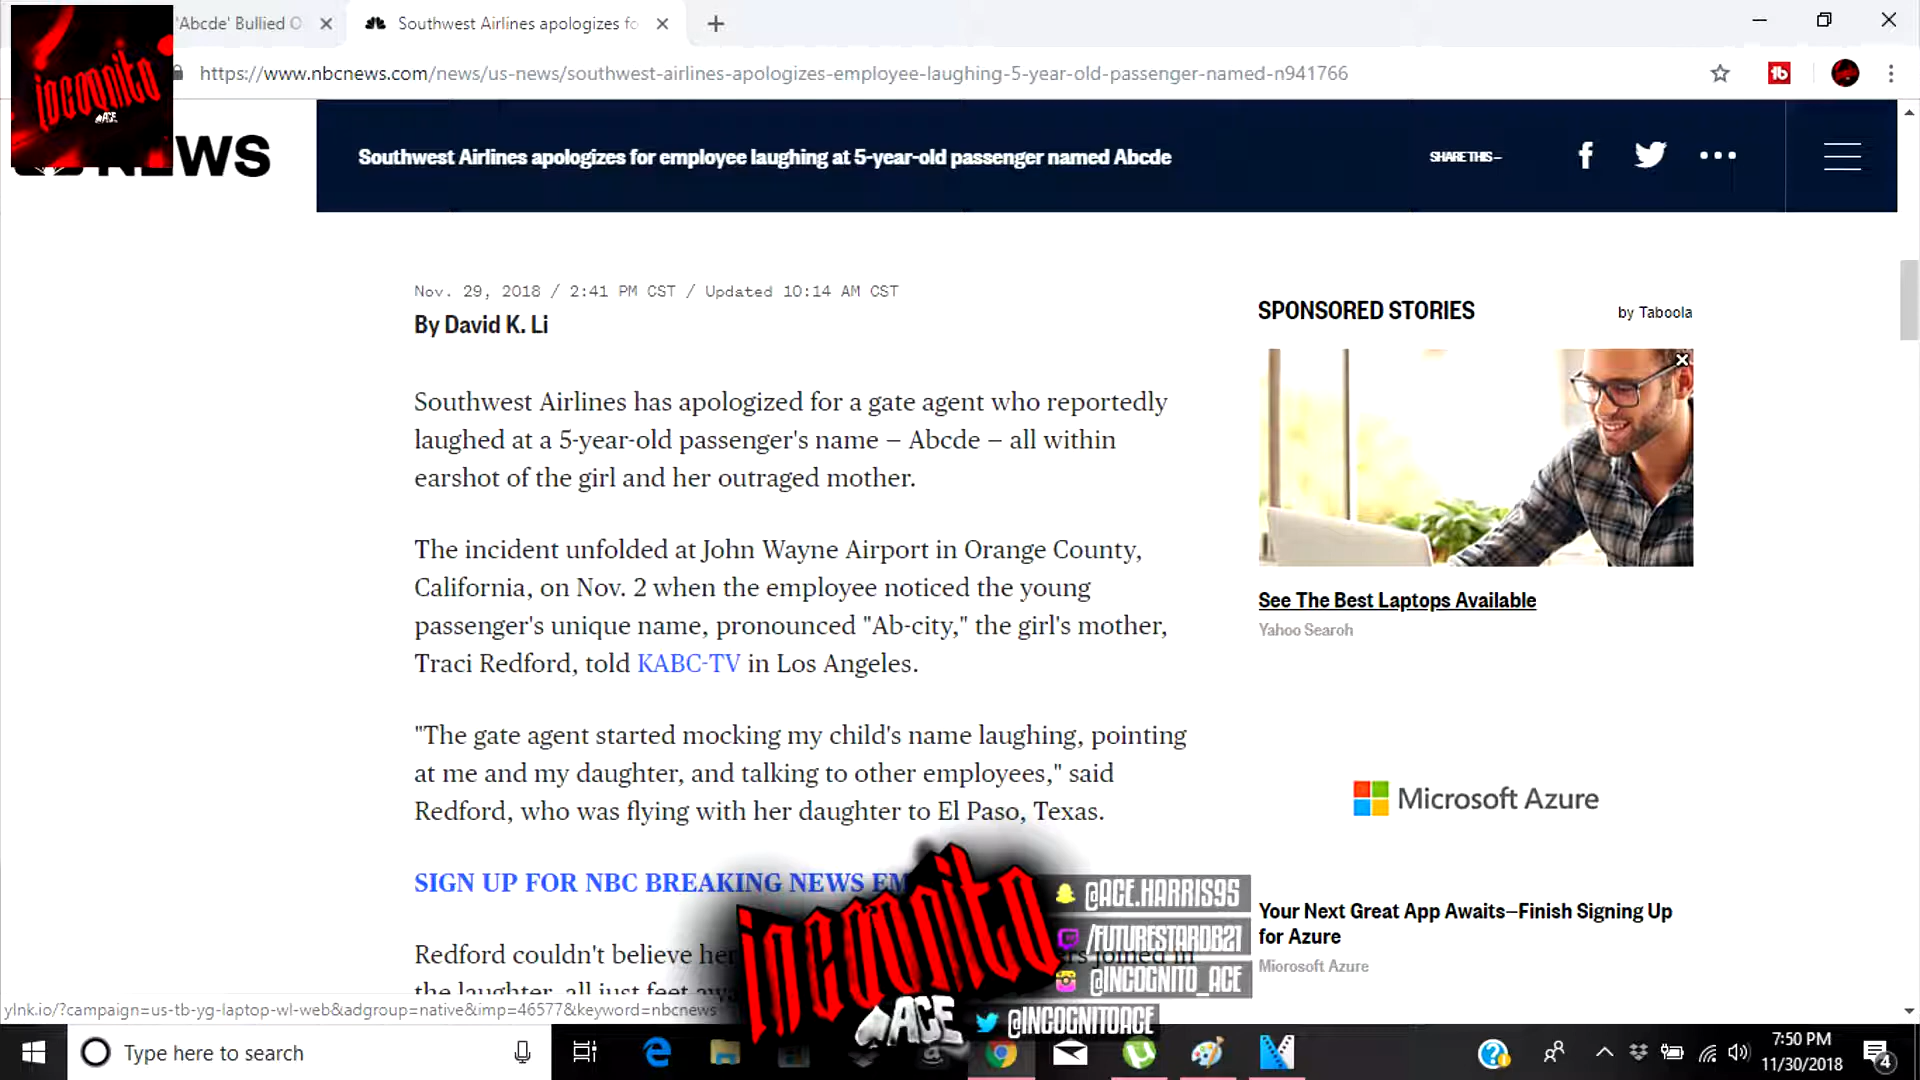 'Abcde' Bullied O
Southwest Airlines apologizes fo
https://www.nbcnews.com/news/us-news/southwest-airlines-apologizes-employee-laughing-5-year-old-passenger-named-n941766
incognito
ACE
NEWS
Southwest Airlines apologizes for employee laughing at 5-year-old passenger named Abcde
SHARE THIS —
Nov. 29, 2018 / 2:41 PM CST / Updated 10:14 AM CST
By David K. Li
Southwest Airlines has apologized for a gate agent who reportedly
laughed at a 5-year-old passenger's name — Abcde — all within
earshot of the girl and her outraged mother.
The incident unfolded at John Wayne Airport in Orange County,
California, on Nov. 2 when the employee noticed the young
passenger's unique name, pronounced "Ab-city," the girl's mother,
Traci Redford, told KABC-TV in Los Angeles.
"The gate agent started mocking my child's name laughing, pointing
at me and my daughter, and talking to other employees," said
Redford, who was flying with her daughter to El Paso, Texas.
SIGN UP FOR NBC BREAKING NEWS EM
Redford couldn't believe her joined in
the laughter, all just feet aw
SPONSORED STORIES
by Taboola
See The Best Laptops Available
Yahoo Search
Microsoft Azure
Your Next Great App Awaits—Finish Signing Up
for Azure
Microsoft Azure
incognito
ACE
@ACE.HARRIS95
/FUTURESTARDB21
@INCOGNITO_ACE
@INCOGNITOACE
ylnk.io/?campaign=us-tb-yg-laptop-wl-web&adgroup=native&imp=46577&keyword=nbcnews
Type here to search
7:50 PM
11/30/2018
4